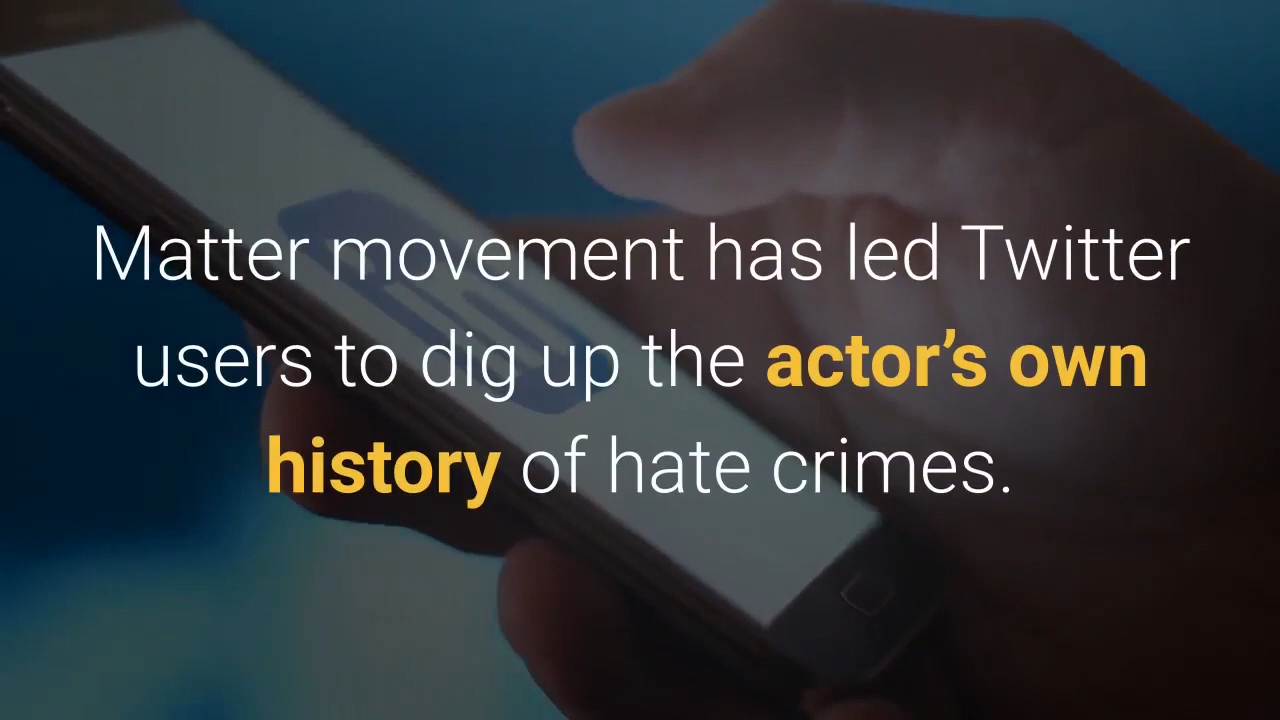 Matter movement has led Twitter
users to dig up the actor’s own
history of hate crimes.